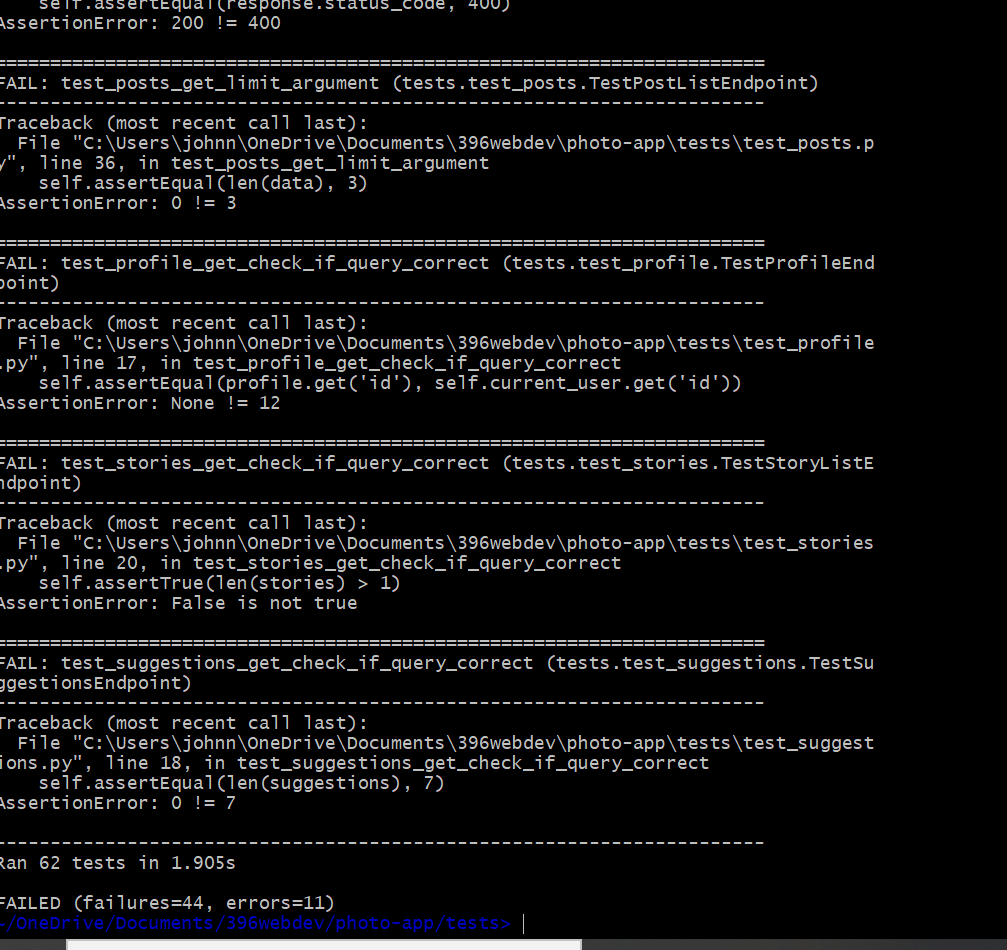 self.assertEqual(response.status_code, 400)
AssertionError: 200 != 400
======================================================================
FAIL: test_posts_get_limit_argument (tests.test_posts.TestPostListEndpoint)
----------------------------------------------------------------------
Traceback (most recent call last):
File "C:\Users\johnn\OneDrive\Documents\396webdev\photo-app\tests\test_posts.p
y", line 36, in test_posts_get_limit_argument
self.assertEqual(len(data), 3)
AssertionError: 0 != 3
======================================================================
FAIL: test_profile_get_check_if_query_correct (tests.test_profile.TestProfileEnd
point)
----------------------------------------------------------------------
Traceback (most recent call last):
File "C:\Users\johnn\OneDrive\Documents\396webdev\photo-app\tests\test_profile
.py", line 17, in test_profile_get_check_if_query_correct
self.assertEqual(profile.get('id'), self.current_user.get('id'))
AssertionError: None != 12
======================================================================
FAIL: test_stories_get_check_if_query_correct (tests.test_stories.TestStoryListE
ndpoint)
----------------------------------------------------------------------
Traceback (most recent call last):
File "C:\Users\johnn\OneDrive\Documents\396webdev\photo-app\tests\test_stories
.py", line 20, in test_stories_get_check_if_query_correct
self.assertTrue(len(stories) > 1)
AssertionError: False is not true
======================================================================
FAIL: test_suggestions_get_check_if_query_correct (tests.test_suggestions.TestSu
ggestionsEndpoint)
----------------------------------------------------------------------
Traceback (most recent call last):
File "C:\Users\johnn\OneDrive\Documents\396webdev\photo-app\tests\test_suggest
ions.py", line 18, in test_suggestions_get_check_if_query_correct
self.assertEqual(len(suggestions), 7)
AssertionError: 0 != 7
----------------------------------------------------------------------
Ran 62 tests in 1.905s
FAILED (failures=44, errors=11)
~/OneDrive/Documents/396webdev/photo-app/tests>